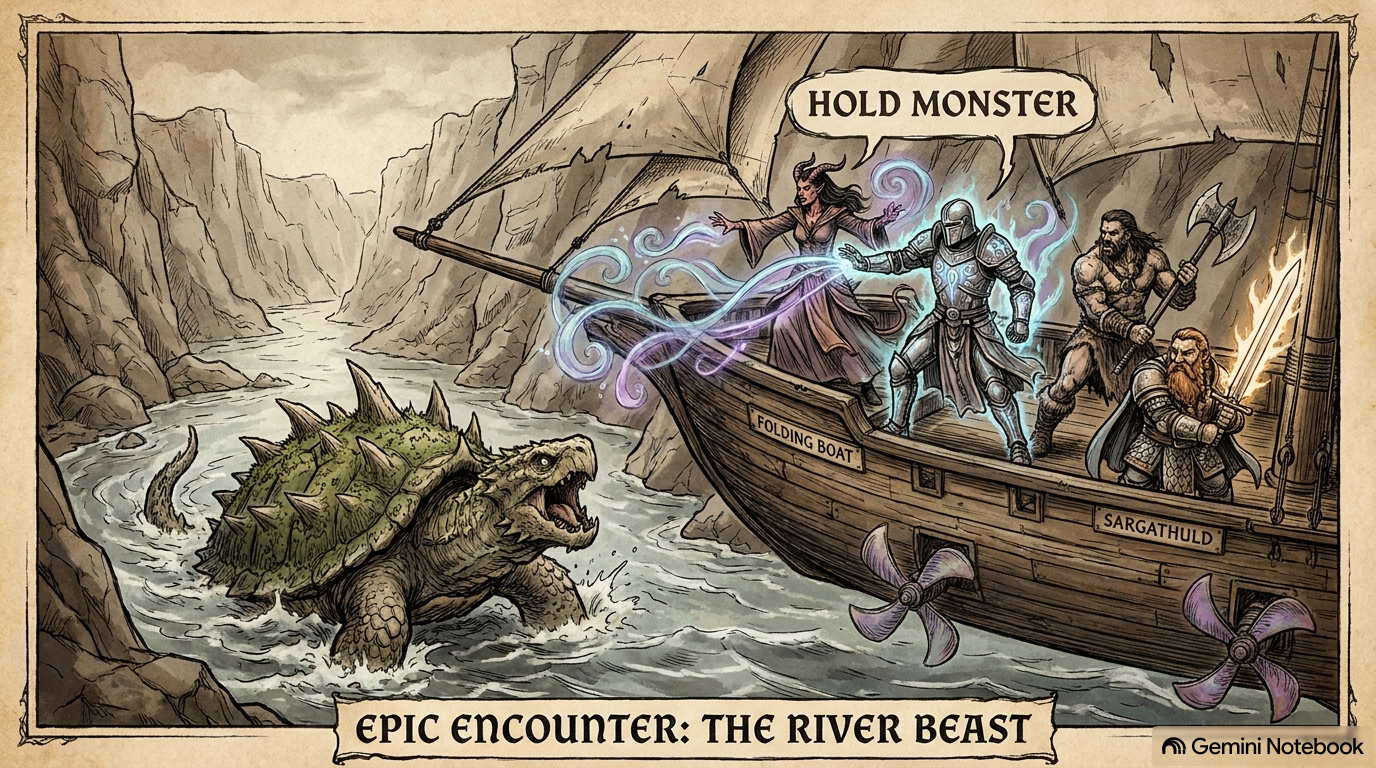 HOLD MONSTER
FOLDING BOAT
SARGATHULD
EPIC ENCOUNTER: THE RIVER BEAST
Gemini Notebook